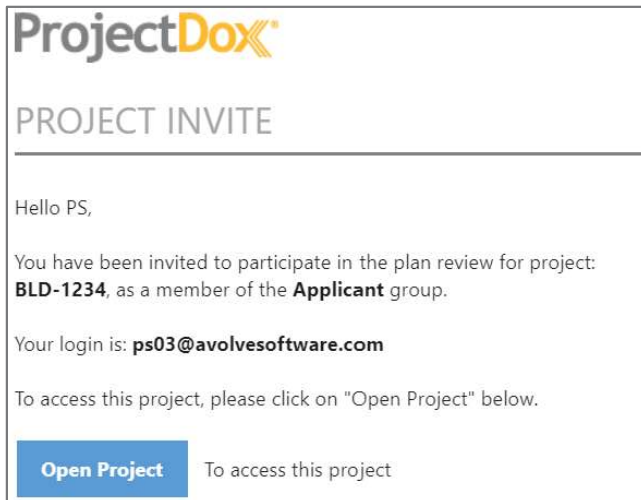 ProjectDox
PROJECT INVITE
Hello PS,
You have been invited to participate in the plan review for project:
BLD-1234, as a member of the Applicant group.
Your login is: ps03@avolvesoftware.com
To access this project, please click on "Open Project" below.
Open Project To access this project